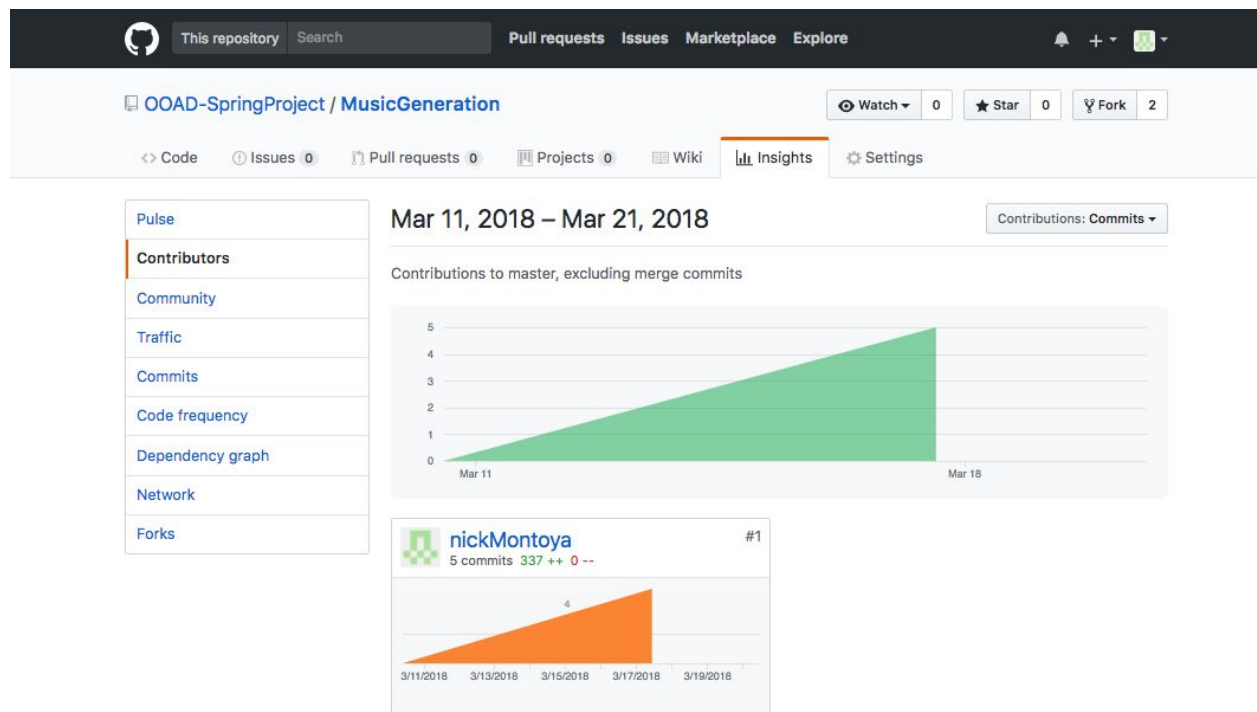 This repository Search Pull requests Issues Marketplace Explore
OOAD-SpringProject / MusicGeneration
Watch 0 Star 0 Fork 2
<> Code Issues 0 Pull requests 0 Projects 0 Wiki Insights Settings
Pulse
Contributors
Community
Traffic
Commits
Code frequency
Dependency graph
Network
Forks
Mar 11, 2018 – Mar 21, 2018
Contributions: Commits
Contributions to master, excluding merge commits
5
4
3
2
1
0
Mar 11 Mar 18
nickMontoya #1
5 commits 337 ++ 0 --
4
3/11/2018 3/13/2018 3/15/2018 3/17/2018 3/19/2018